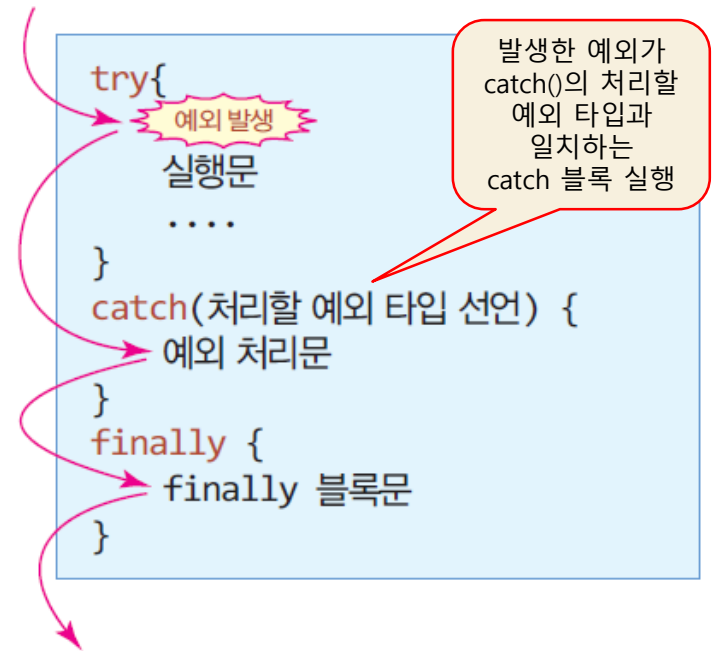 try{
예외 발생
실행문
....
}
catch(처리할 예외 타입 선언) {
예외 처리문
}
finally {
finally 블록문
}
발생한 예외가
catch()의 처리할
예외 타입과
일치하는
catch 블록 실행